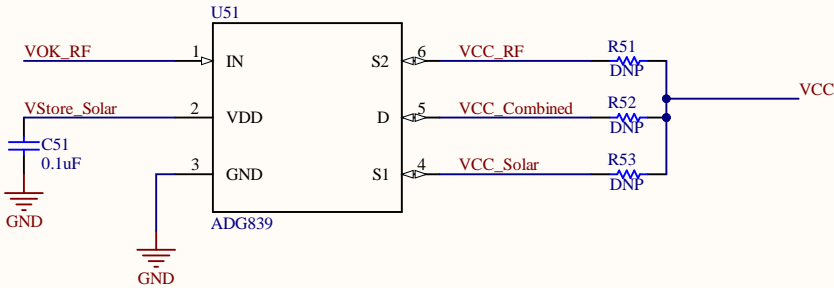 U51
VOK_RF
1
IN
S2
6
VCC_RF
R51
DNP
VCC
VStore_Solar
2
VDD
D
5
VCC_Combined
R52
DNP
C51
0.1uF
3
GND
S1
4
VCC_Solar
R53
DNP
GND
ADG839
GND